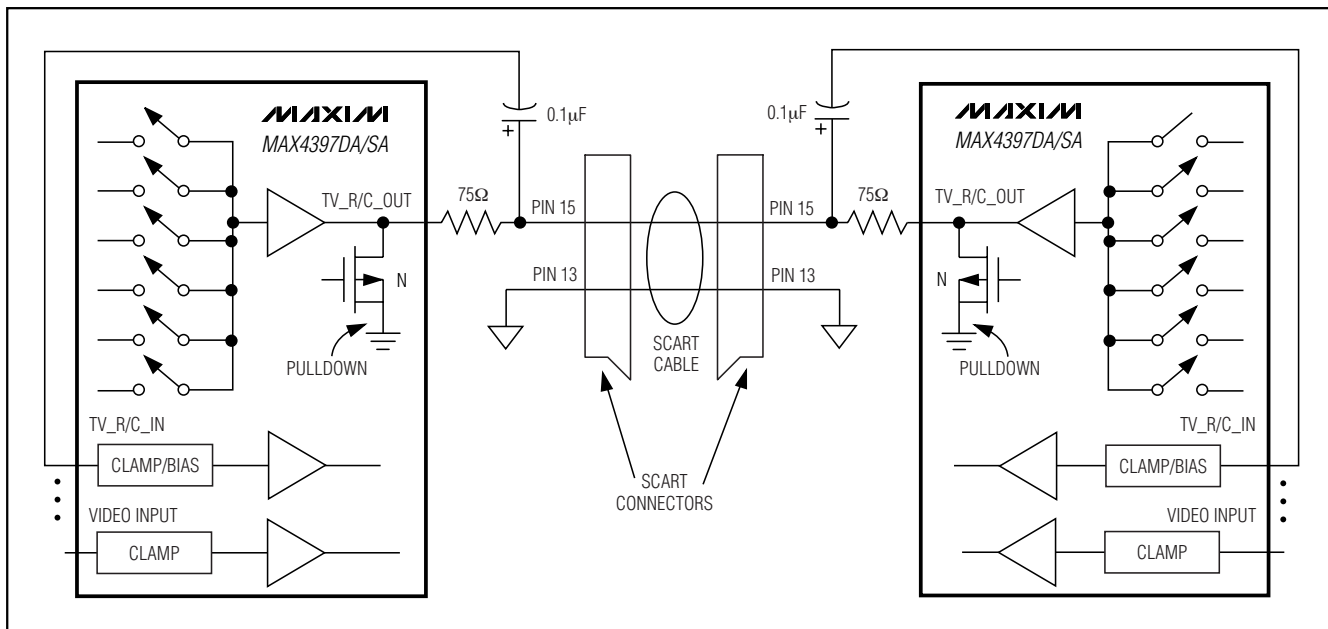 MAXIM
MAX4397DA/SA
TV_R/C_OUT
N
PULLDOWN
TV_R/C_IN
CLAMP/BIAS
VIDEO INPUT
CLAMP
0.1µF
+
75Ω
PIN 15
PIN 13
SCART
CABLE
SCART
CONNECTORS
0.1µF
+
75Ω
PIN 15
PIN 13
MAXIM
MAX4397DA/SA
TV_R/C_OUT
N
PULLDOWN
TV_R/C_IN
CLAMP/BIAS
VIDEO INPUT
CLAMP